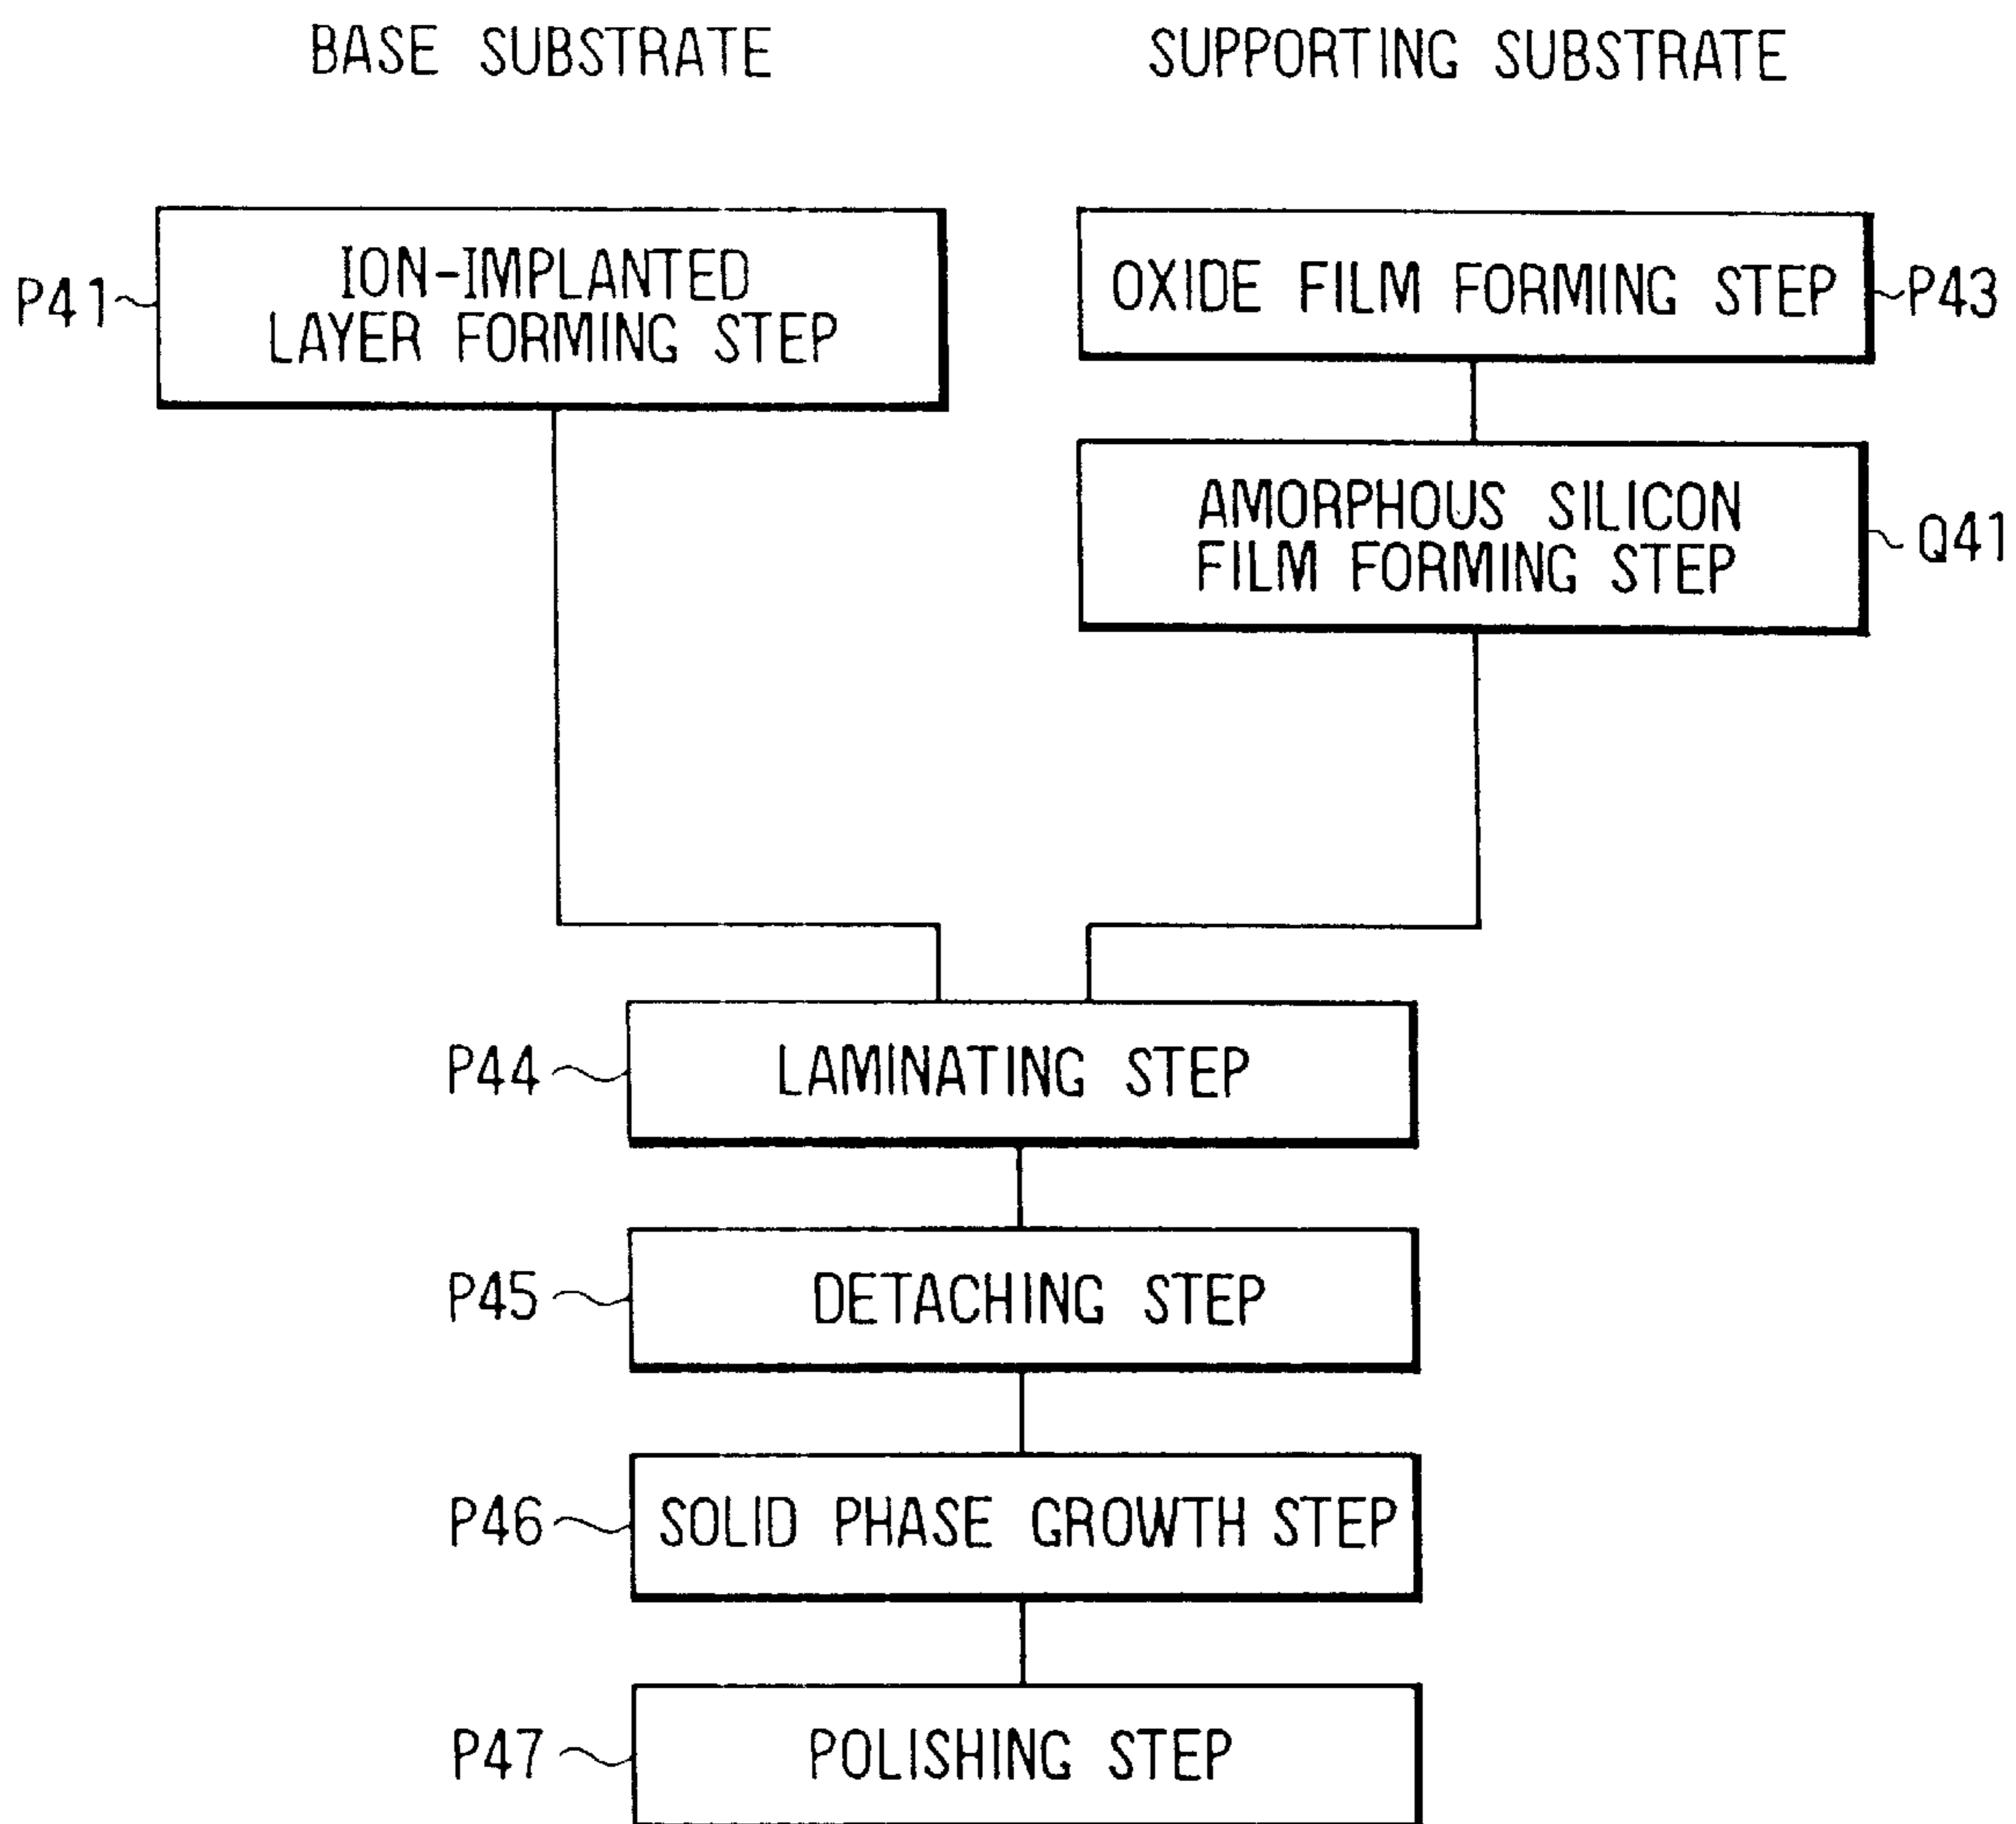 BASE SUBSTRATE
SUPPORTING SUBSTRATE
P41
ION-IMPLANTED
LAYER FORMING STEP
OXIDE FILM FORMING STEP
P43
AMORPHOUS SILICON
FILM FORMING STEP
Q41
P44
LAMINATING STEP
P45
DETACHING STEP
P46
SOLID PHASE GROWTH STEP
P47
POLISHING STEP